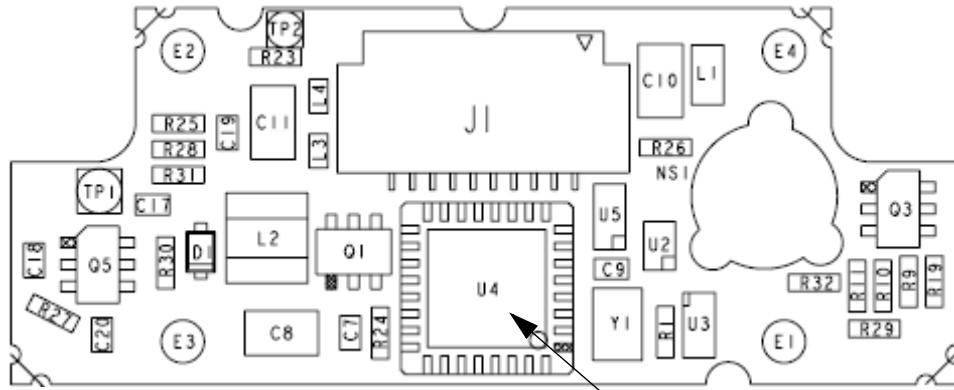 TP2
E2
R23
E4
C10
L1
L4
C11
J1
R25
C19
R28
L3
R26
R31
NS1
TP1
C17
U5
Q3
L2
U2
D1
Q1
C18
Q5
R30
C9
U4
R32
R11
R10
R9
R19
R27
C20
E3
C8
C7
R24
Y1
R1
U3
E1
R29